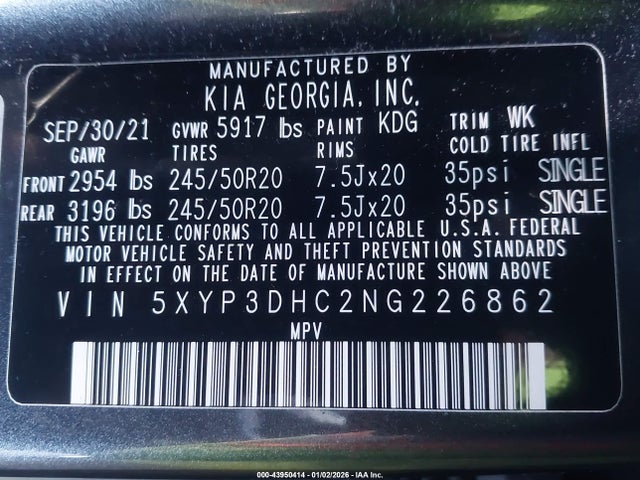 MANUFACTURED BY
KIA GEORGIA, INC.
SEP/30/21 GVWR 5917 lbs PAINT KDG TRIM WK
GAWR TIRES RIMS COLD TIRE INFL
FRONT 2954 lbs 245/50R20 7.5Jx20 35psi SINGLE
REAR 3196 lbs 245/50R20 7.5Jx20 35psi SINGLE
THIS VEHICLE CONFORMS TO ALL APPLICABLE U.S.A. FEDERAL
MOTOR VEHICLE SAFETY AND THEFT PREVENTION STANDARDS
IN EFFECT ON THE DATE OF MANUFACTURE SHOWN ABOVE
VIN 5XYP3DHC2NG226862
MPV
000-43950414 - 01/02/2026 - IAA Inc.